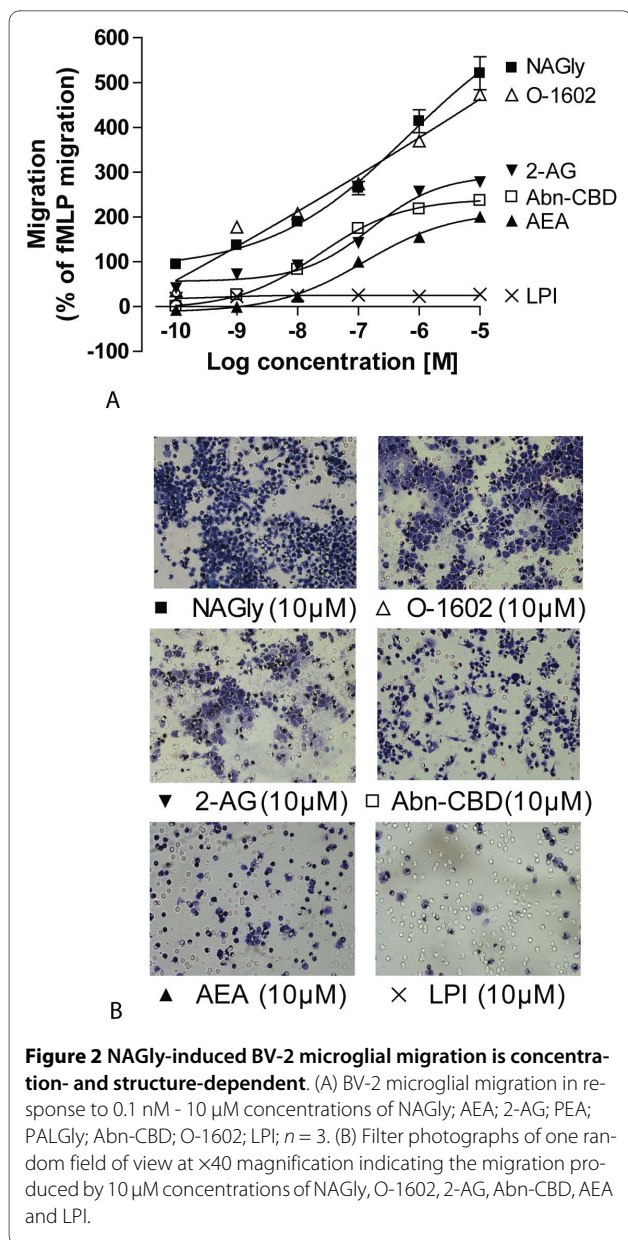 600
500
400
300
200
100
0
-100
Migration
(% of fMLP migration)
-10 -9 -8 -7 -6 -5
Log concentration [M]
■ NAGly
△ O-1602
▼ 2-AG
□ Abn-CBD
▲ AEA
× LPI
A
■ NAGly (10µM) △ O-1602 (10µM)
▼ 2-AG (10µM) □ Abn-CBD(10µM)
▲ AEA (10µM) × LPI (10µM)
B
Figure 2 NAGly-induced BV-2 microglial migration is concentra-
tion- and structure-dependent. (A) BV-2 microglial migration in re-
sponse to 0.1 nM - 10 µM concentrations of NAGly; AEA; 2-AG; PEA;
PALGly; Abn-CBD; O-1602; LPI; n = 3. (B) Filter photographs of one ran-
dom field of view at ×40 magnification indicating the migration pro-
duced by 10 µM concentrations of NAGly, O-1602, 2-AG, Abn-CBD, AEA
and LPI.